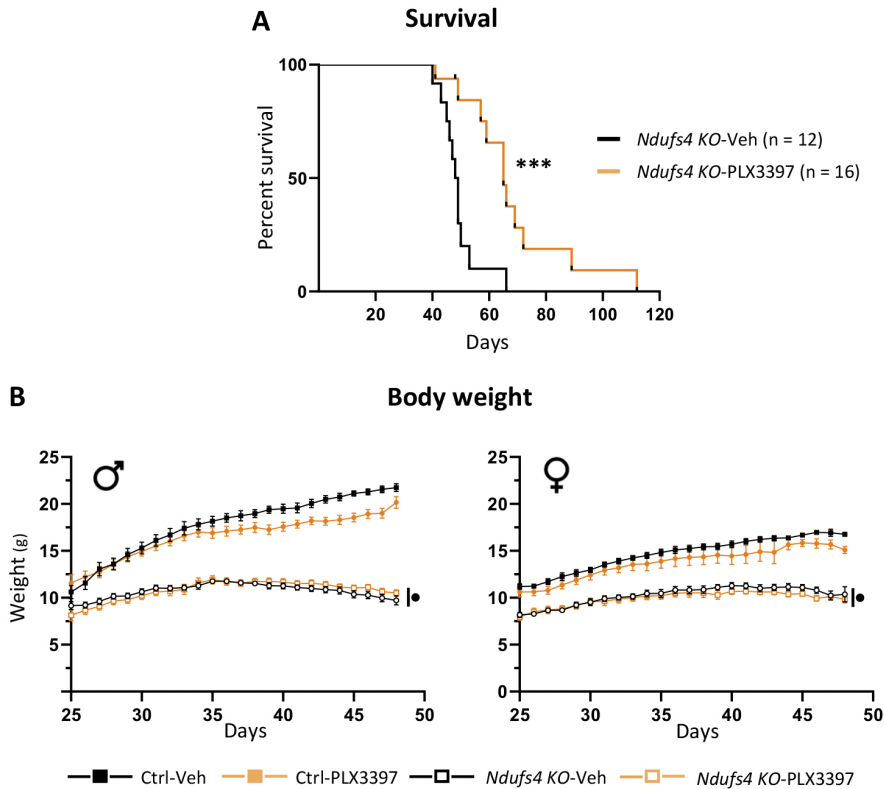 A
Survival
Percent survival
100
50
0
20 40 60 80 100 120
Days
Ndufs4 KO-Veh (n = 12)
Ndufs4 KO-PLX3397 (n = 16)
***
B
Body weight
♂
Weight (g)
25
20
15
10
5
25 30 35 40 45 50
Days
♀
25
20
15
10
5
0
25 30 35 40 45 50
Days
Ctrl-Veh Ctrl-PLX3397 Ndufs4 KO-Veh Ndufs4 KO-PLX3397